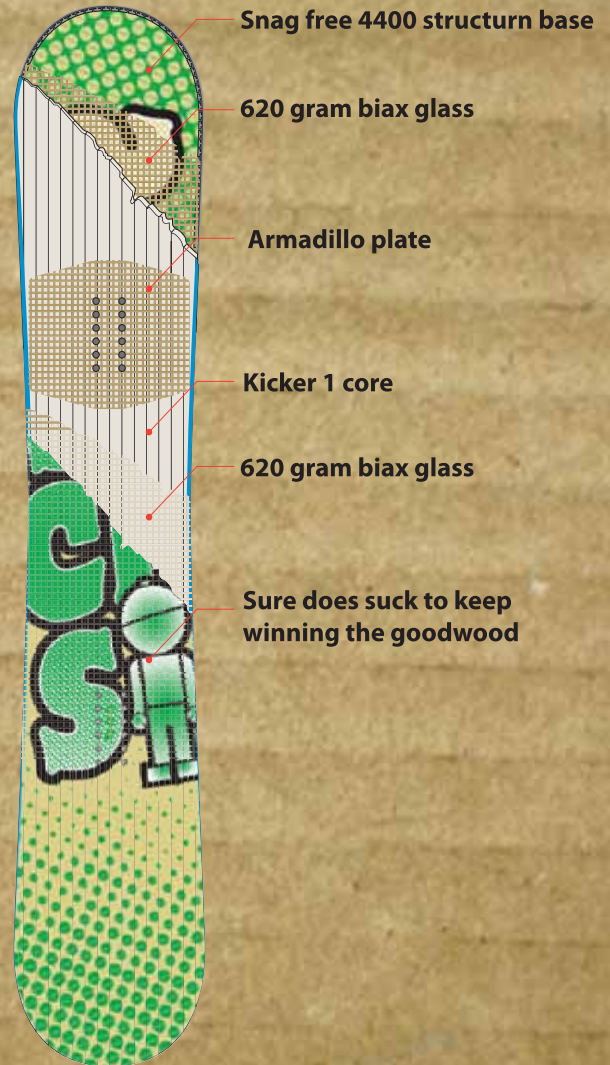 Snag free 4400 structurn base
620 gram biax glass
Armadillo plate
Kicker 1 core
620 gram biax glass
Sure does suck to keep
winning the goodwood